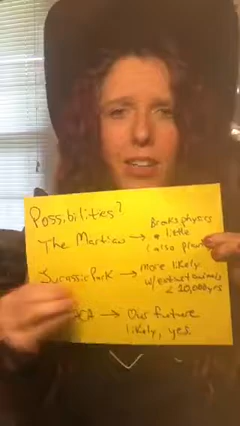 Possibilities?
The Martian → Breaks physics
a little
(also plants)
Jurassic Park → more likely
w/ extinct animals
< 10,000 yrs
CA → Our future
likely, yes